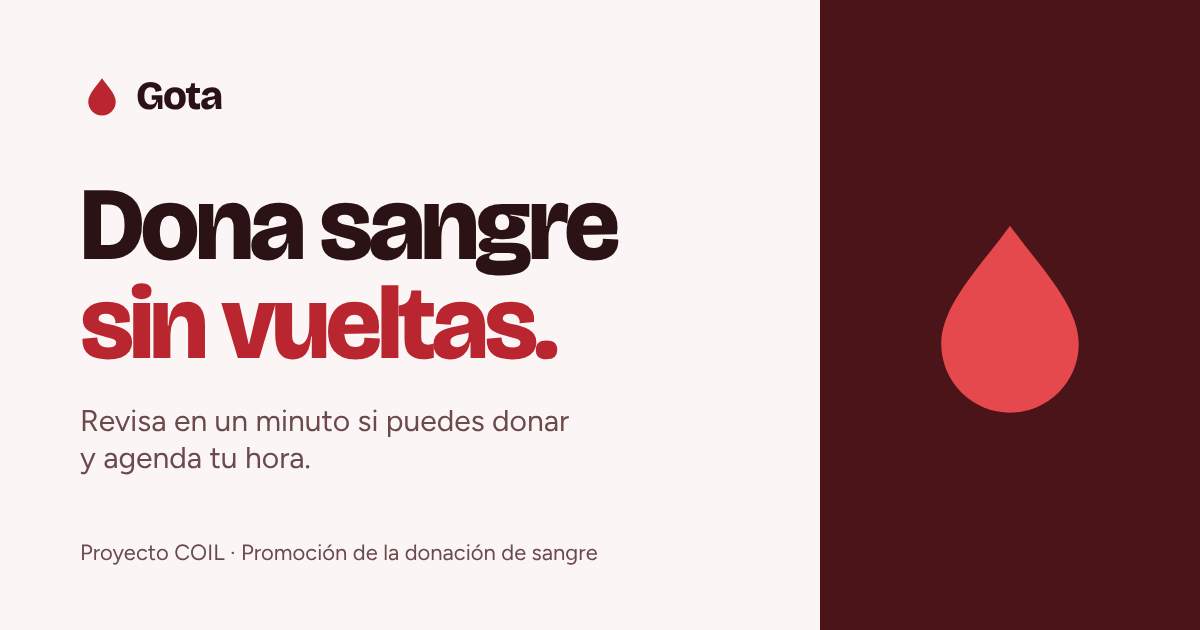 Gota
Dona sangre
sin vueltas.
Revisa en un minuto si puedes donar
y agenda tu hora.
Proyecto COIL · Promoción de la donación de sangre